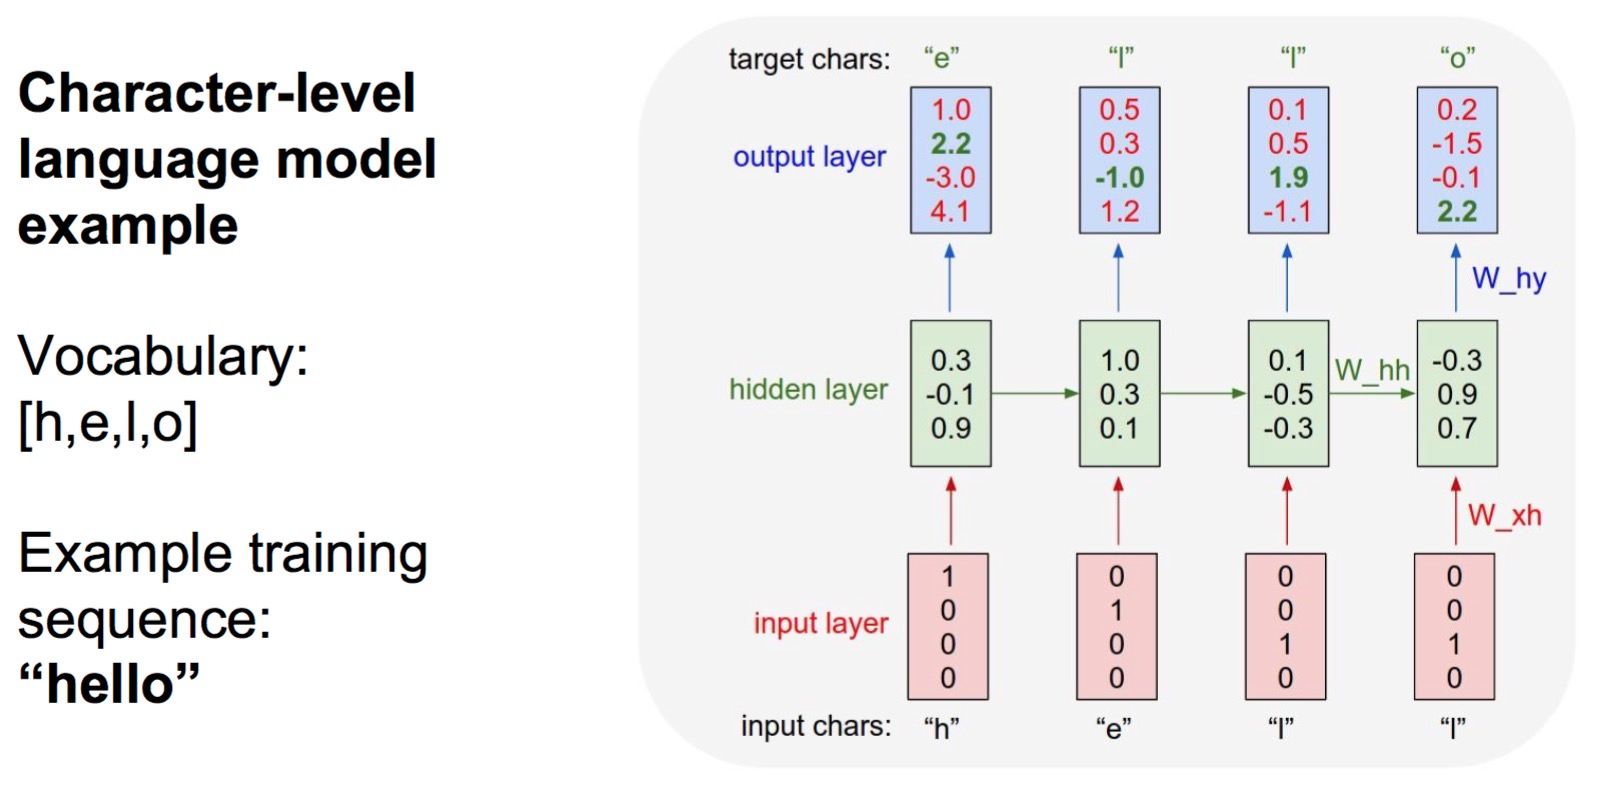 Character-level
language model
example
Vocabulary:
[h,e,l,o]
Example training
sequence:
“hello”
target chars: “e” “l” “l” “o”
1.0 0.5 0.1 0.2
2.2 0.3 0.5 -1.5
output layer
-3.0 -1.0 1.9 -0.1
4.1 1.2 -1.1 2.2
W_hy
0.3 1.0 0.1 W_hh -0.3
hidden layer -0.1 0.3 -0.5 0.9
0.9 0.1 -0.3 0.7
W_xh
1 0 0 0
0 1 0 0
input layer
0 0 1 1
0 0 0 0
input chars: “h” “e” “l” “l”